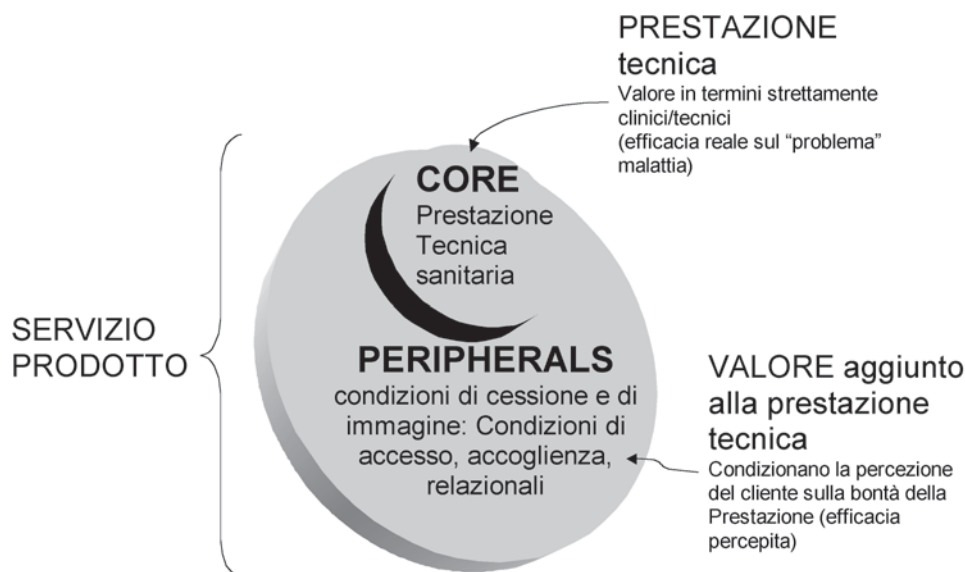 PRESTAZIONE
tecnica
Valore in termini strettamente
clinici/tecnici
(efficacia reale sul “problema”
malattia)
CORE
Prestazione
Tecnica
sanitaria
SERVIZIO
PRODOTTO
PERIPHERALS
condizioni di cessione e di
immagine: Condizioni di
accesso, accoglienza,
relazionali
VALORE aggiunto
alla prestazione
tecnica
Condizionano la percezione
del cliente sulla bontà della
Prestazione (efficacia
percepita)